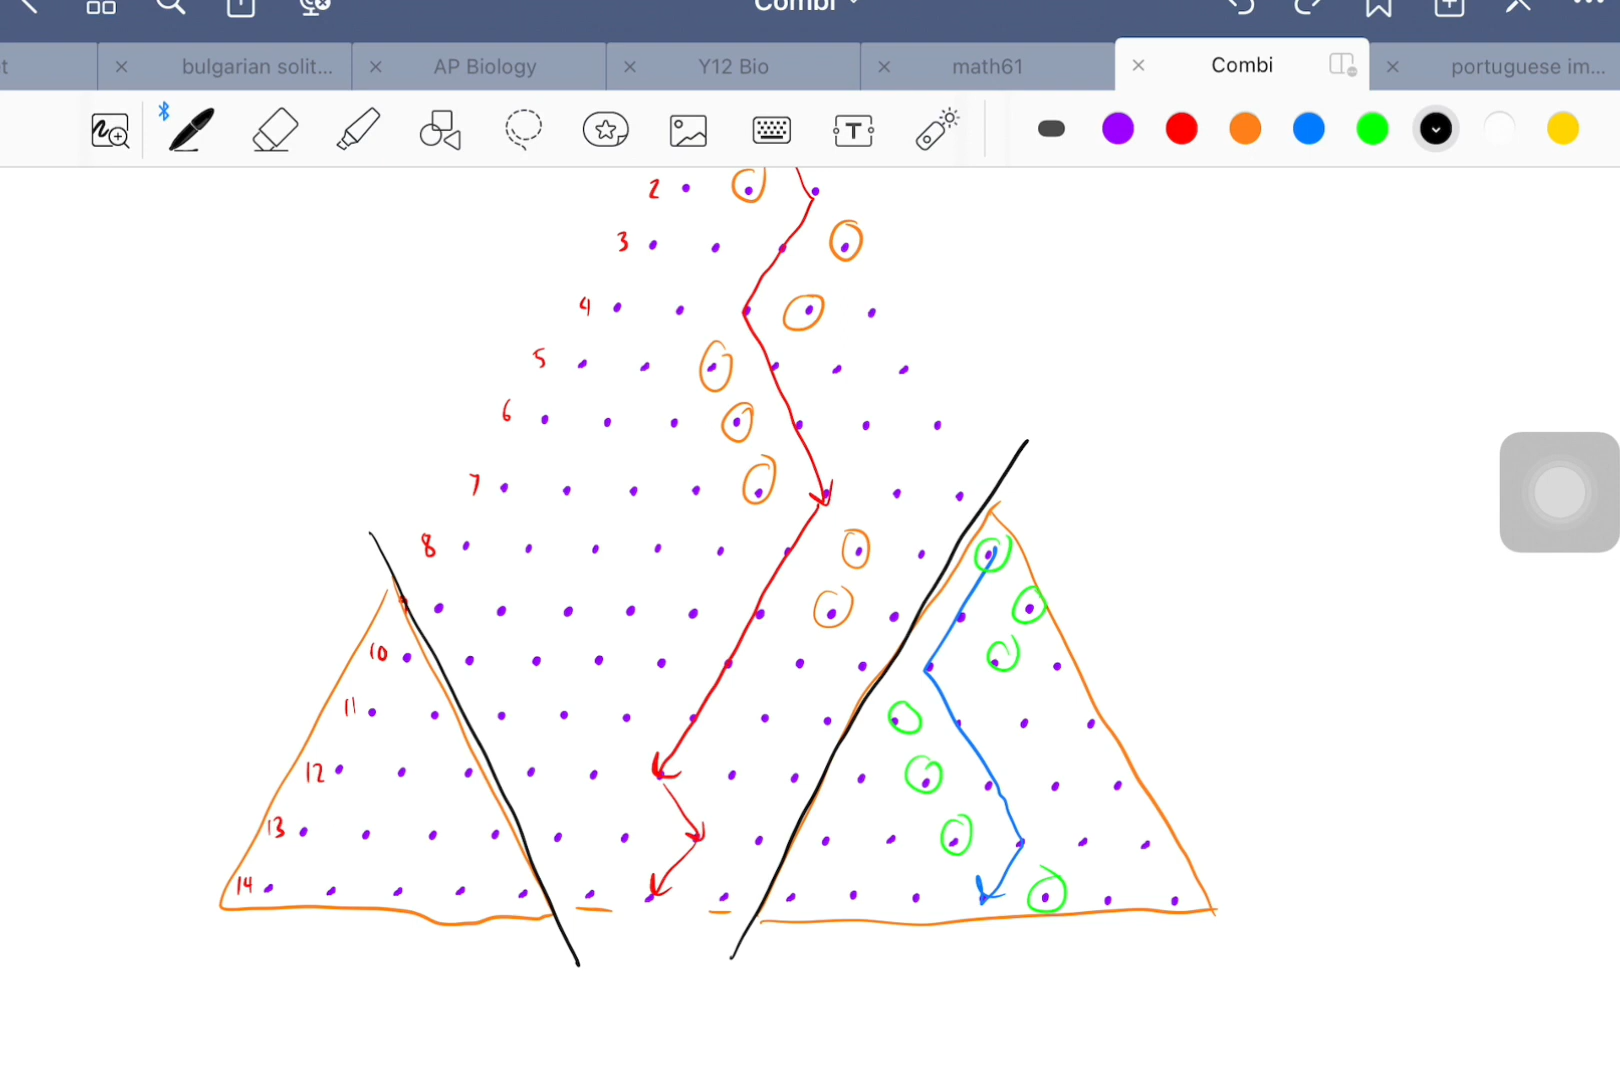 Combi
t
bulgarian solit...
AP Biology
Y12 Bio
math61
Combi
portuguese im...
T
2
3
4
5
6
7
8
9
10
11
12
13
14